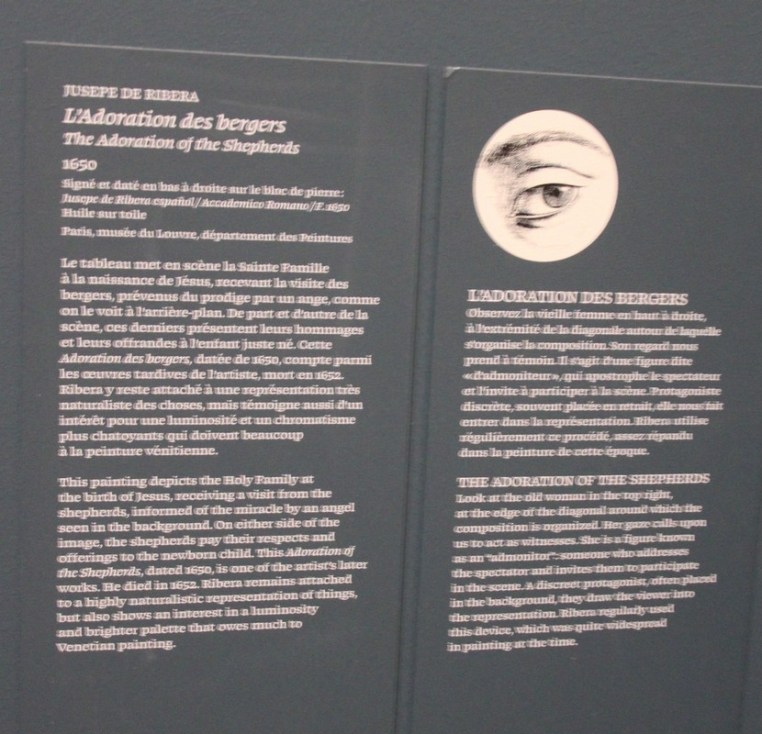 JUSEPE DE RIBERA
L'Adoration des bergers
The Adoration of the Shepherds
1650
Signé et daté en bas à droite sur le bloc de pierre :
Jusepe de Ribera español / Accademico Romano / F. 1650
Huile sur toile
Paris, musée du Louvre, département des Peintures
Le tableau met en scène la Sainte Famille
à la naissance de Jésus, recevant la visite des
bergers, prévenus du prodige par un ange, comme
on le voit à l'arrière-plan. De part et d'autre de la
scène, ces derniers présentent leurs hommages
et leurs offrandes à l'enfant juste né. Cette
Adoration des bergers, datée de 1650, compte parmi
les œuvres tardives de l'artiste, mort en 1652.
Ribera y reste attaché à une représentation très
naturaliste des choses, mais témoigne aussi d'un
intérêt pour une luminosité et un chromatisme
plus chatoyants qui doivent beaucoup
à la peinture vénitienne.
This painting depicts the Holy Family at
the birth of Jesus, receiving a visit from the
shepherds, informed of the miracle by an angel
seen in the background. On either side of the
image, the shepherds pay their respects and
offerings to the newborn child. This Adoration of
the Shepherds, dated 1650, is one of the artist's later
works. He died in 1652. Ribera remains attached
to a highly naturalistic representation of things,
but also shows an interest in a luminosity
and brighter palette that owes much to
Venetian painting.
L'ADORATION DES BERGERS
Observez la vieille femme en haut à droite,
à l'extrémité de la diagonale autour de laquelle
s'organise la composition. Son regard nous
prend à témoin. Il s'agit d'une figure dite
« d'admoniteur », qui apostrophe le spectateur
et l'invite à participer à la scène. Protagoniste
discrète, souvent placée en retrait, elle nous fait
entrer dans la représentation. Ribera utilise
régulièrement ce procédé, assez répandu
dans la peinture de cette époque.
THE ADORATION OF THE SHEPHERDS
Look at the old woman in the top right,
at the edge of the diagonal around which the
composition is organized. Her gaze calls upon
us to act as witnesses. She is a figure known
as an "admonitor": someone who addresses
the spectator and invites them to participate
in the scene. A discreet protagonist, often placed
in the background, they draw the viewer into
the representation. Ribera regularly used
this device, which was quite widespread
in painting at the time.